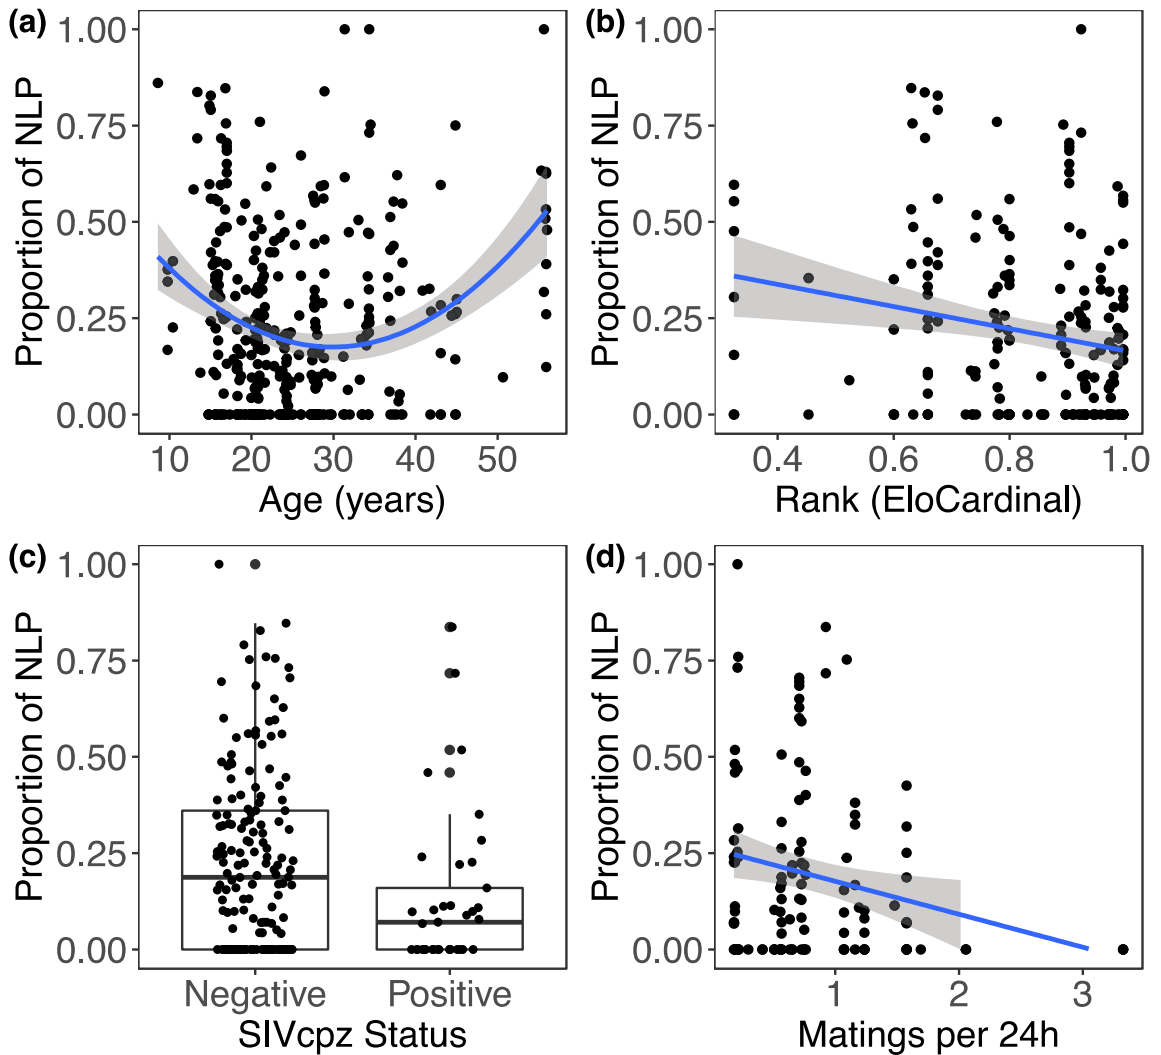 (a)
Proportion of NLP
1.00
0.75
0.50
0.25
0.00
10 20 30 40 50
Age (years)
(b)
Proportion of NLP
1.00
0.75
0.50
0.25
0.00
0.4 0.6 0.8 1.0
Rank (EloCardinal)
(c)
Proportion of NLP
1.00
0.75
0.50
0.25
0.00
Negative Positive
SIVcpz Status
(d)
Proportion of NLP
1.00
0.75
0.50
0.25
0.00
1 2 3
Matings per 24h